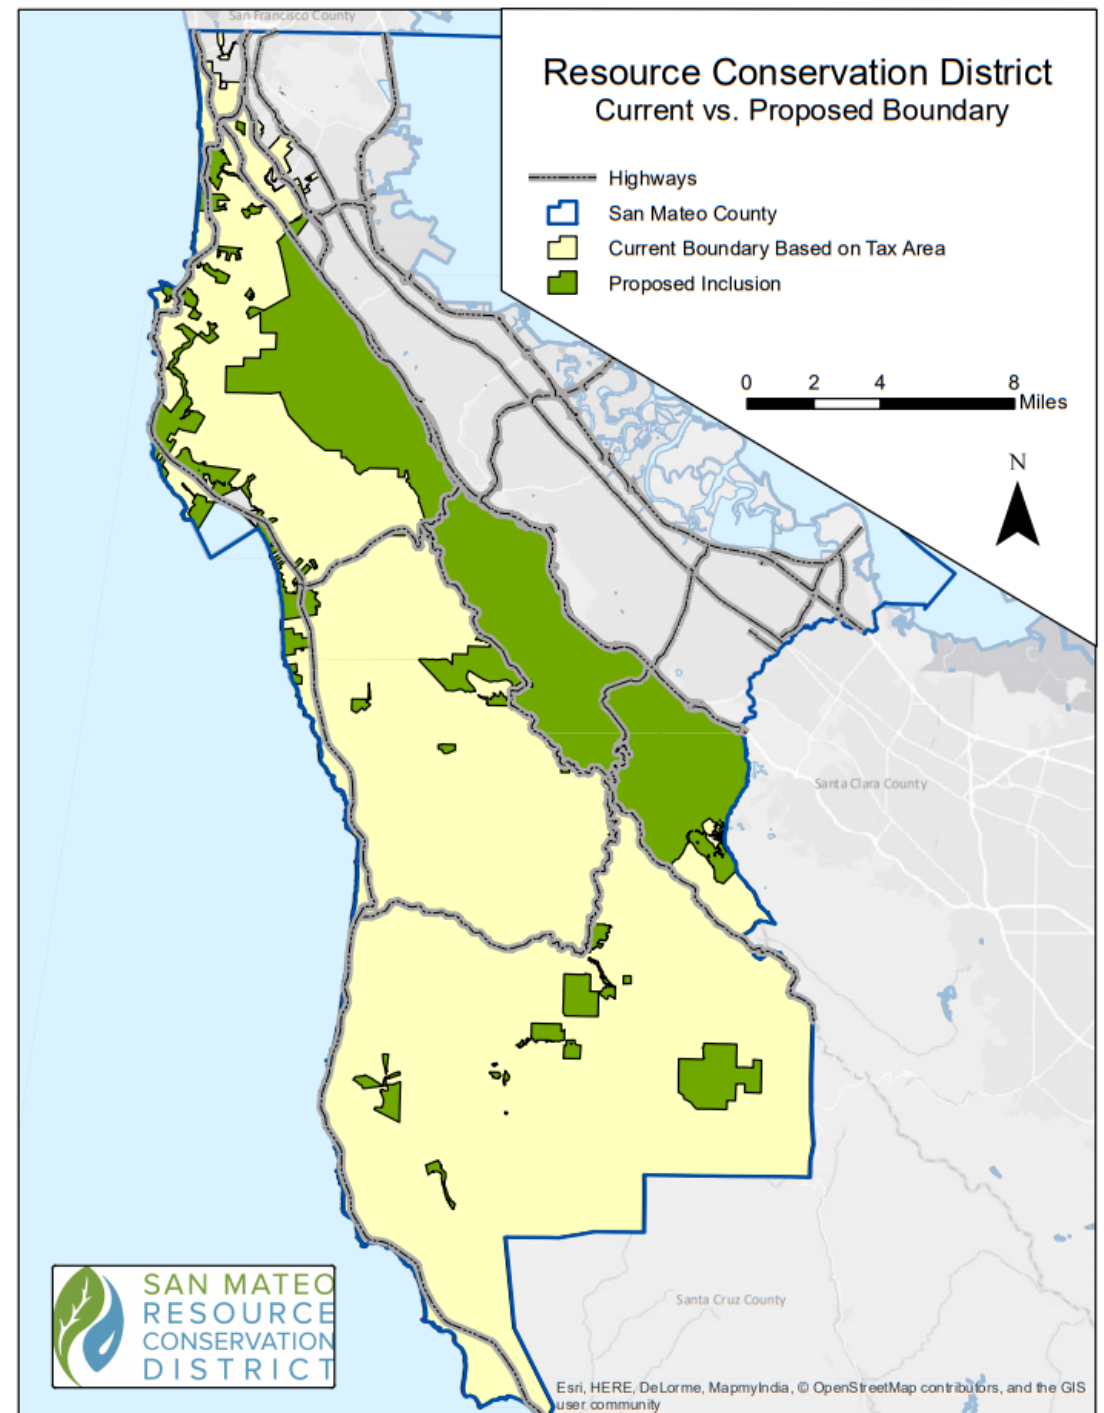 San Francisco County
Resource Conservation District
Current vs. Proposed Boundary
Highways
San Mateo County
Current Boundary Based on Tax Area
Proposed Inclusion
0 2 4 8
Miles
N
Santa Clara County
Santa Cruz County
SAN MATEO
RESOURCE
CONSERVATION
DISTRICT
Esri, HERE, DeLorme, MapmyIndia, © OpenStreetMap contributors, and the GIS
user community